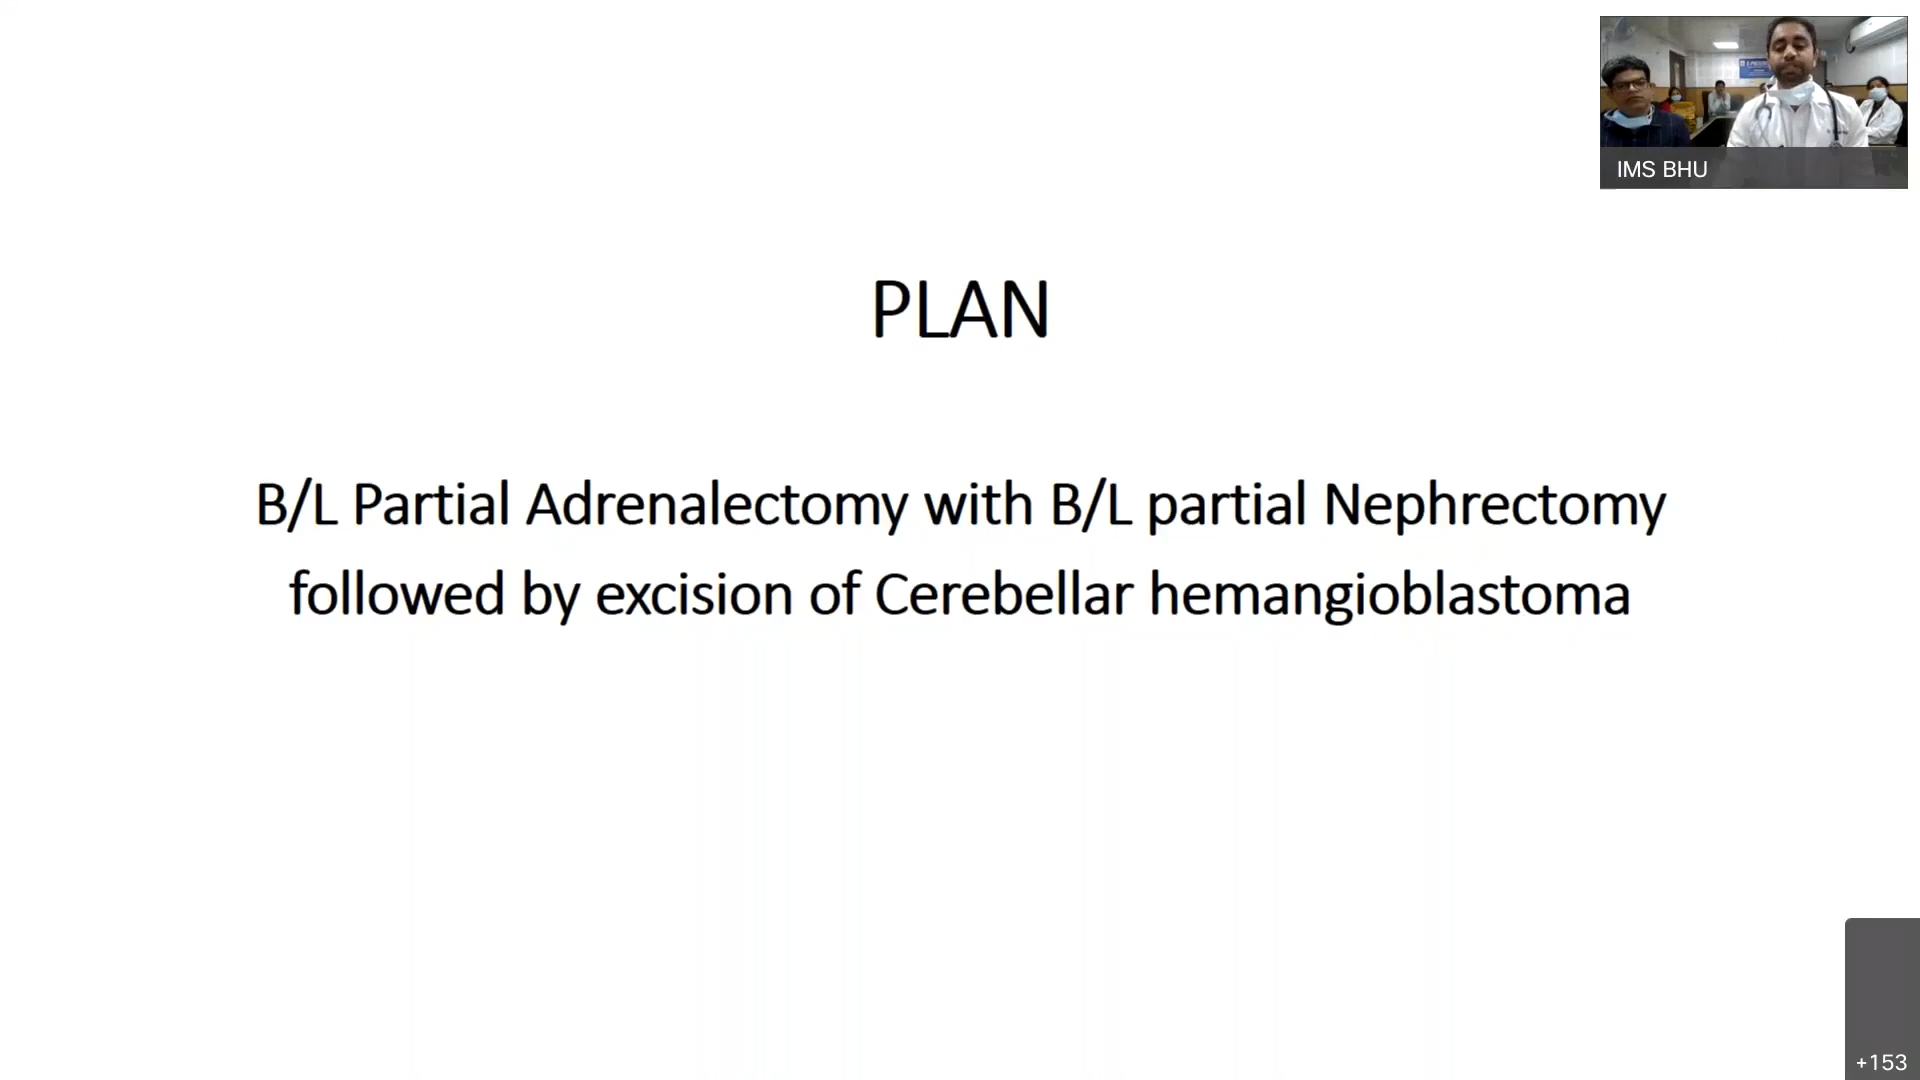 IMS BHU
PLAN
B/L Partial Adrenalectomy with B/L partial Nephrectomy
followed by excision of Cerebellar hemangioblastoma
+153